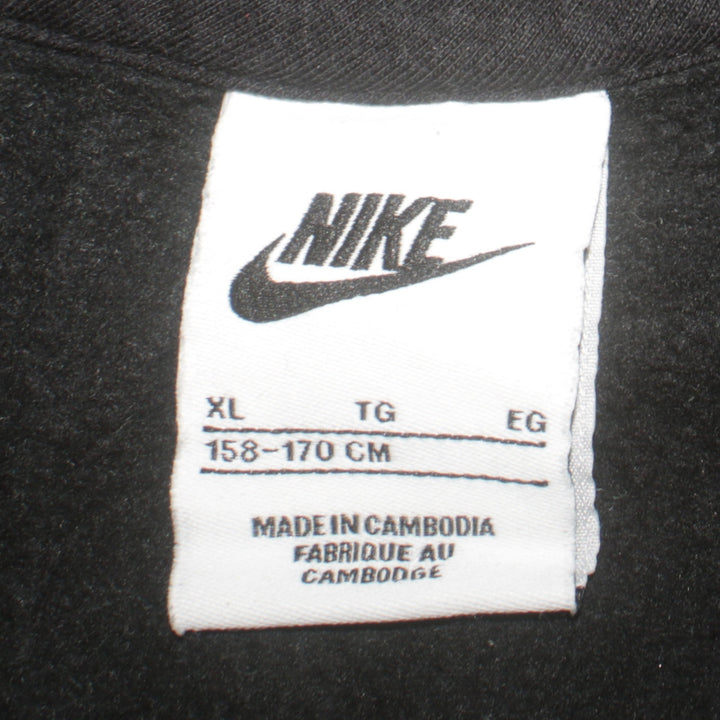 NIKE
XL TG EG
158-170 CM
MADE IN CAMBODIA
FABRIQUE AU
CAMBODGE